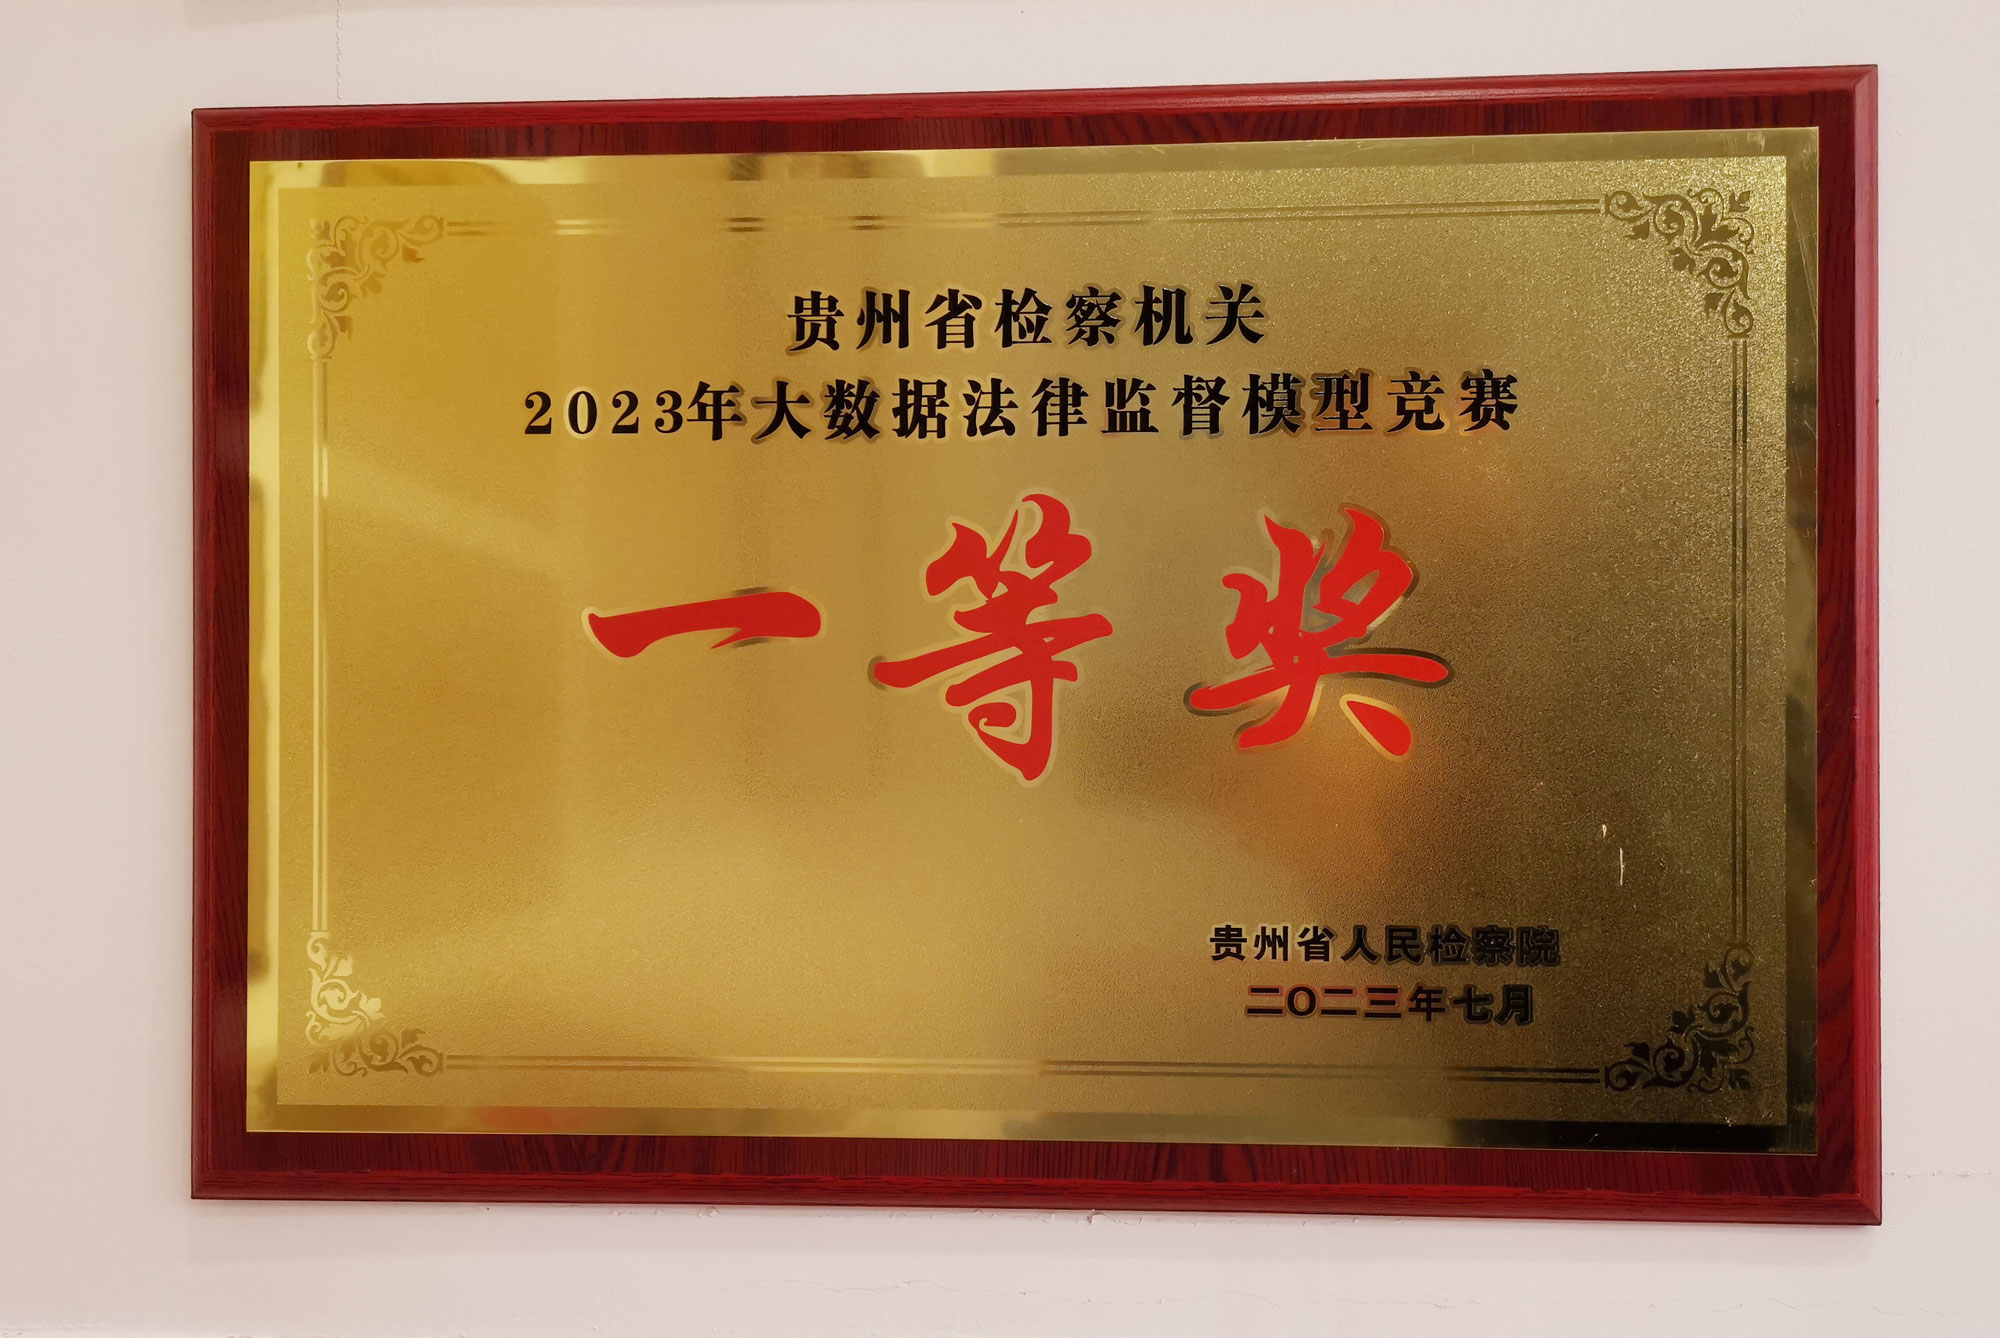 贵州省检察机关
2023年大数据法律监督模型竞赛
一等奖
贵州省人民检察院
二〇二三年七月